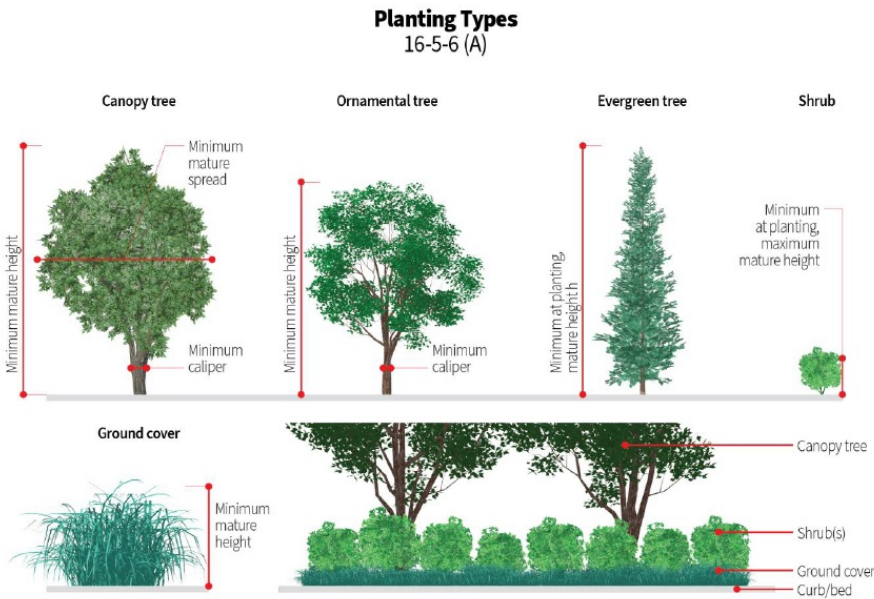 Planting Types
16-5-6 (A)
Canopy tree
Ornamental tree
Evergreen tree
Shrub
Minimum mature height
Minimum
mature
spread
Minimum
caliper
Minimum mature height
Minimum
caliper
Minimum at planting,
mature height h
Minimum
at planting,
maximum
mature height
Ground cover
Minimum
mature
height
Canopy tree
Shrub(s)
Ground cover
Curb/bed